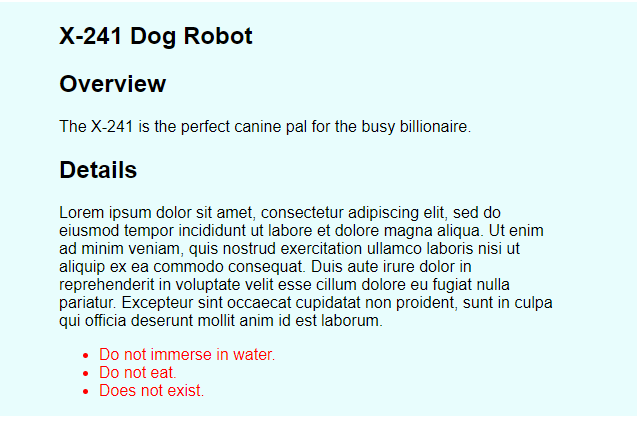 X-241 Dog Robot
Overview
The X-241 is the perfect canine pal for the busy billionaire.
Details
Lorem ipsum dolor sit amet, consectetur adipiscing elit, sed do
eiusmod tempor incididunt ut labore et dolore magna aliqua. Ut enim
ad minim veniam, quis nostrud exercitation ullamco laboris nisi ut
aliquip ex ea commodo consequat. Duis aute irure dolor in
reprehenderit in voluptate velit esse cillum dolore eu fugiat nulla
pariatur. Excepteur sint occaecat cupidatat non proident, sunt in culpa
qui officia deserunt mollit anim id est laborum.
• Do not immerse in water.
• Do not eat.
• Does not exist.